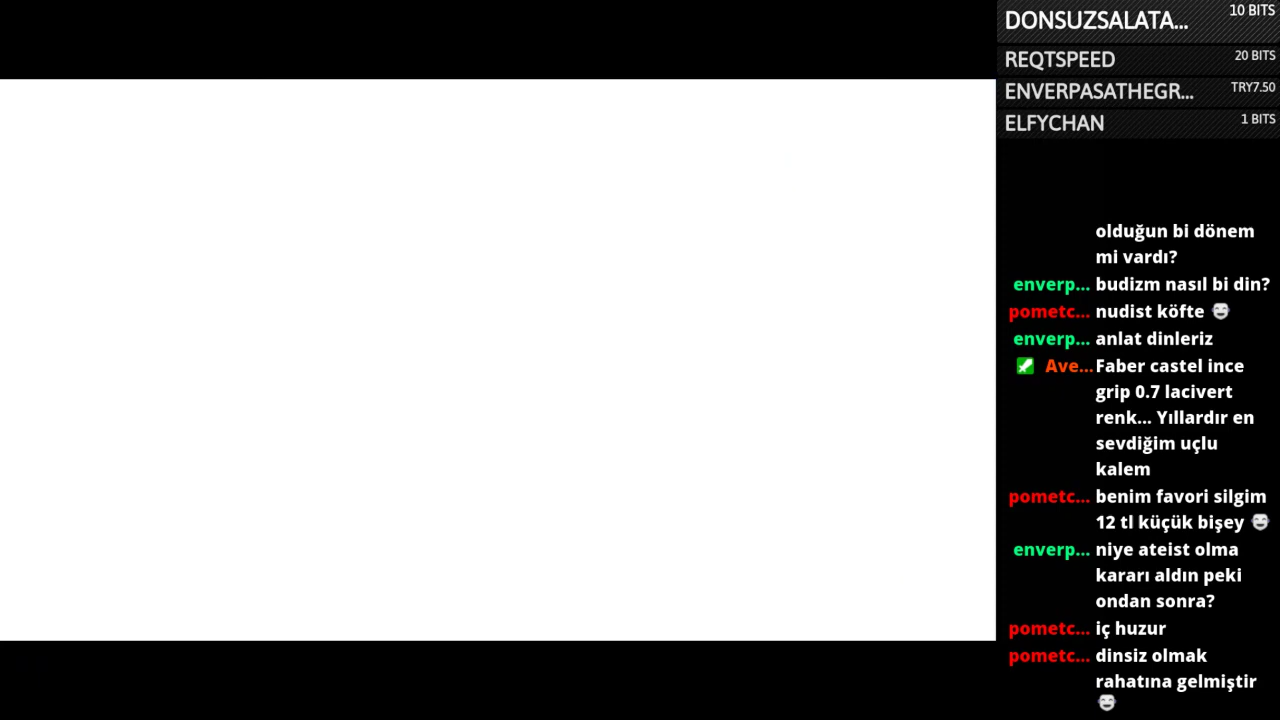 DONSUZSALATA... 10 BITS
REQTSPEED 20 BITS
ENVERPASATHEGR... TRY7.50
ELFYCHAN 1 BITS
olduğun bi dönem
mi vardı?
enverp... budizm nasıl bi din?
pometc... nudist köfte
enverp... anlat dinleriz
Ave... Faber castel ince
grip 0.7 lacivert
renk... Yıllardır en
sevdiğim uçlu
kalem
pometc... benim favori silgim
12 tl küçük bişey
enverp... niye ateist olma
kararı aldın peki
ondan sonra?
pometc... iç huzur
pometc... dinsiz olmak
rahatına gelmiştir